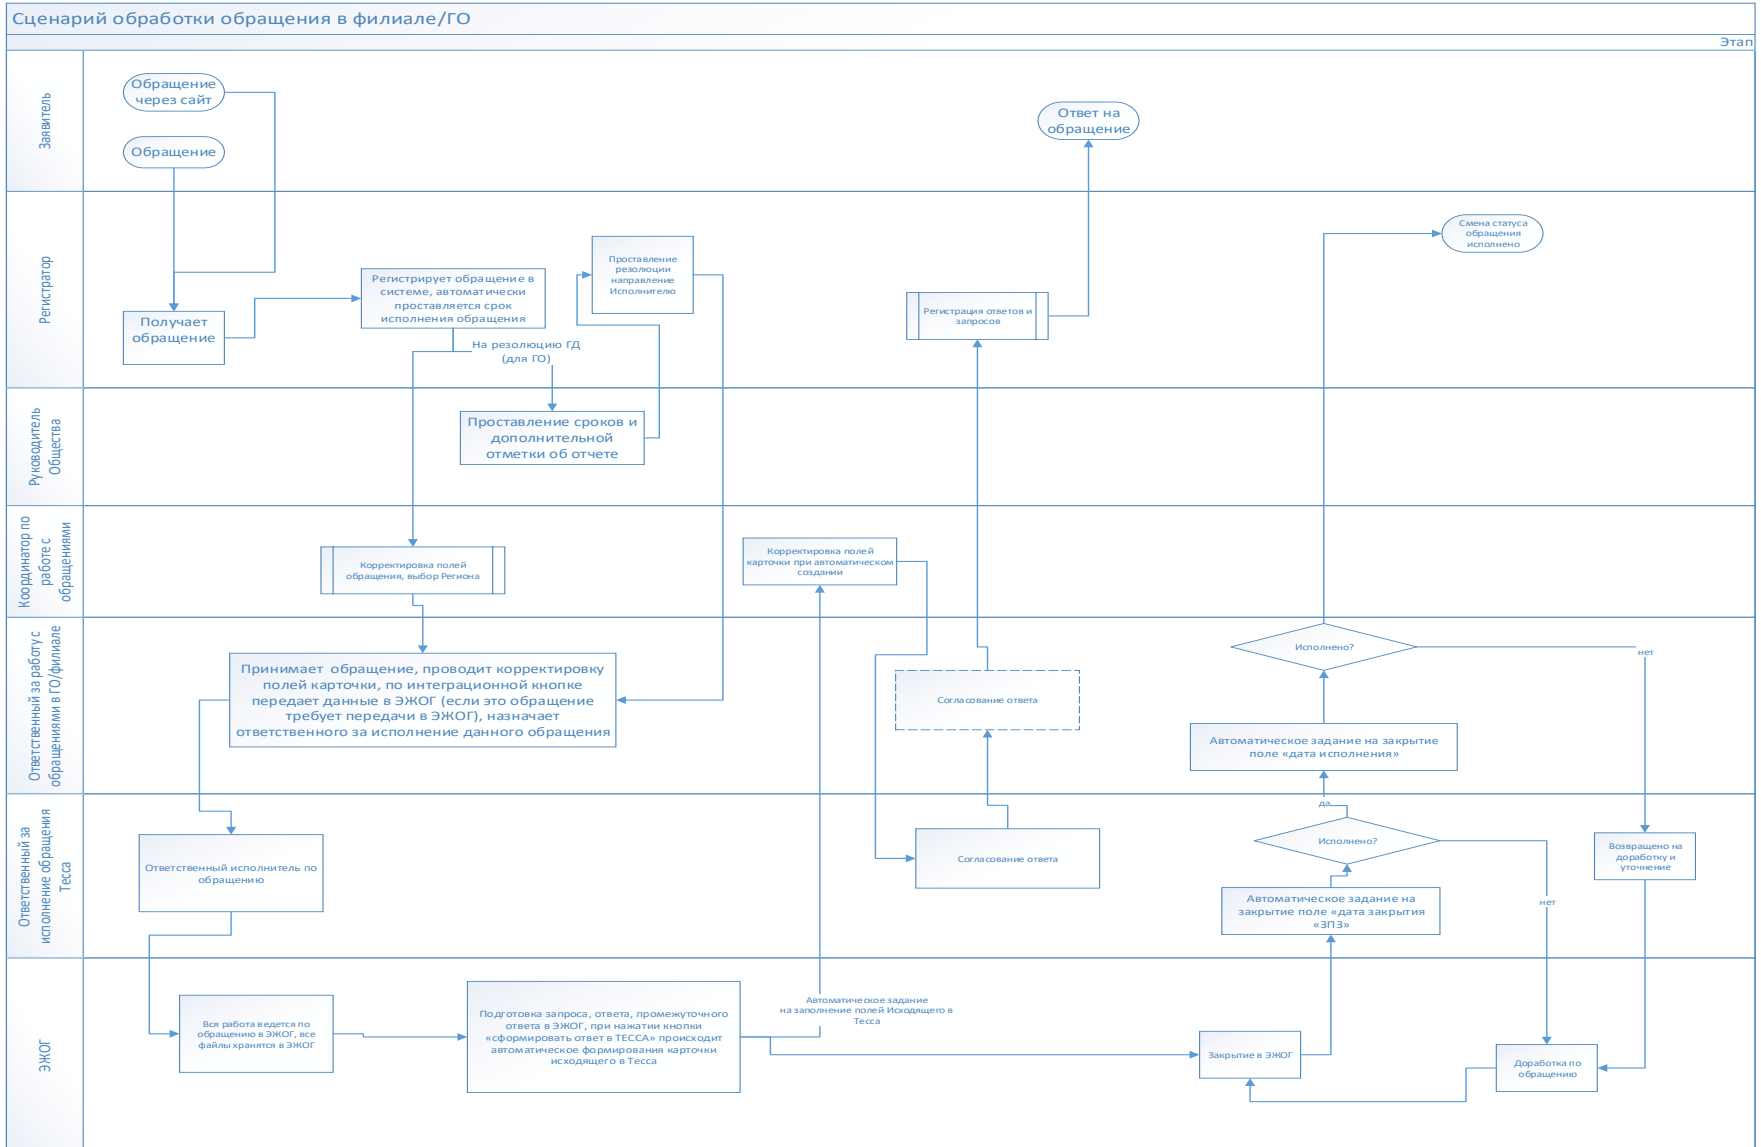 Сценарий обработки обращения в филиале/ГО
Этап
Заявитель
Обращение
через сайт
Обращение
Ответ на
обращение
Регистратор
Получает
обращение
Регистрирует обращение в
системе, автоматически
проставляется срок
исполнения обращения
На резолюцию ГД
(для ГО)
Проставление
резолюции
направление
Исполнителю
Регистрация ответов и
запросов
Смена статуса
обращения
исполнено
Руководитель
Общества
Проставление сроков и
дополнительной
отметки об отчете
Координатор по
работе с
обращениями
Корректировка полей
обращения, выбор Региона
Корректировка полей
карточки при автоматическом
создании
Ответственный за работу с
обращениями в ГО/филиале
Принимает обращение, проводит корректировку
полей карточки, по интеграционной кнопке
передает данные в ЭЖОГ (если это обращение
требует передачи в ЭЖОГ), назначает
ответственного за исполнение данного обращения
Согласование ответа
Исполнено?
нет
Автоматическое задание на закрытие
поле «дата исполнения»
Ответственный за
исполнение обращения
Тесса
Ответственный исполнитель по
обращению
Согласование ответа
да
Исполнено?
нет
Автоматическое задание на
закрытие поле «дата закрытия
«ЗПЗ»
Возвращено на
доработку и
уточнение
ЭЖОГ
Вся работа ведется по
обращению в ЭЖОГ, все
файлы хранятся в ЭЖОГ
Подготовка запроса, ответа, промежуточного
ответа в ЭЖОГ, при нажатии кнопки
«сформировать ответ в ТЕССА» происходит
автоматическое формирования карточки
исходящего в Тесса
Автоматическое задание
на заполнение полей Исходящего в
Тесса
Закрытие в ЭЖОГ
Доработка по
обращению